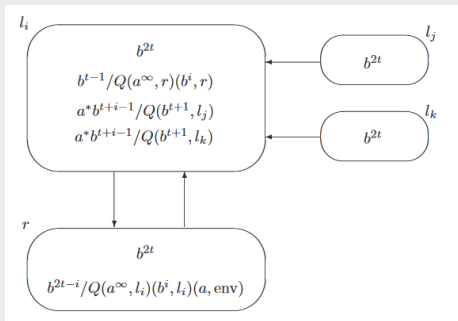 l_i
b^{2t}
b^{t-1}/Q(a^∞, r)(b^i, r)
a^*b^{t+i-1}/Q(b^{t+1}, l_j)
a^*b^{t+i-1}/Q(b^{t+1}, l_k)
l_j
b^{2t}
l_k
b^{2t}
r
b^{2t}
b^{2t-i}/Q(a^∞, l_i)(b^i, l_i)(a, env)